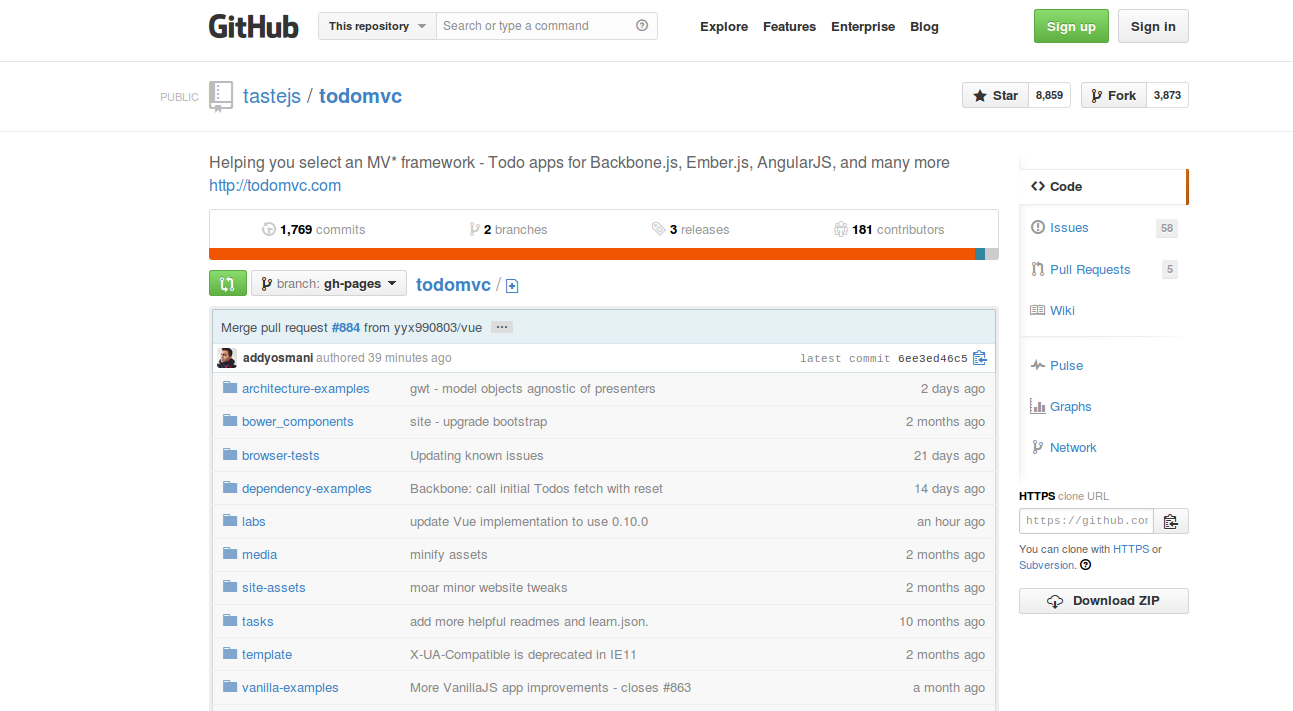 GitHub This repository Search or type a command Explore Features Enterprise Blog Sign up Sign in
PUBLIC tastejs / todomvc Star 8,859 Fork 3,873
Helping you select an MV* framework - Todo apps for Backbone.js, Ember.js, AngularJS, and many more
http://todomvc.com
1,769 commits 2 branches 3 releases 181 contributors
branch: gh-pages todomvc /
Merge pull request #884 from yyx990803/vue ...
addyosmani authored 39 minutes ago latest commit 6ee3ed46c5
architecture-examples gwt - model objects agnostic of presenters 2 days ago
bower_components site - upgrade bootstrap 2 months ago
browser-tests Updating known issues 21 days ago
dependency-examples Backbone: call initial Todos fetch with reset 14 days ago
labs update Vue implementation to use 0.10.0 an hour ago
media minify assets 2 months ago
site-assets moar minor website tweaks 2 months ago
tasks add more helpful readmes and learn.json. 10 months ago
template X-UA-Compatible is deprecated in IE11 2 months ago
vanilla-examples More VanillaJS app improvements - closes #863 a month ago
Code
Issues 58
Pull Requests 5
Wiki
Pulse
Graphs
Network
HTTPS clone URL
https://github.com
You can clone with HTTPS or
Subversion.
Download ZIP